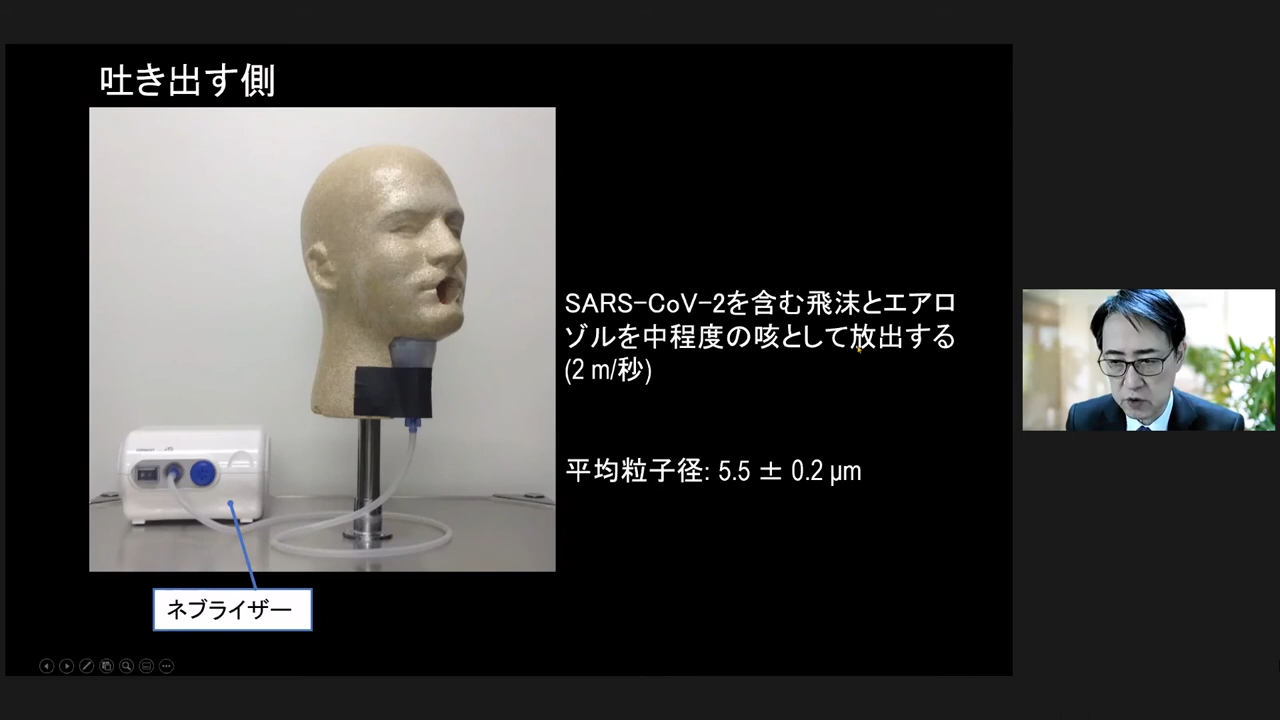 吐き出す側
SARS-CoV-2を含む飛沫とエアロ
ゾルを中程度の咳として放出する
(2 m/秒)
平均粒子径: 5.5 ± 0.2 µm
ネブライザー